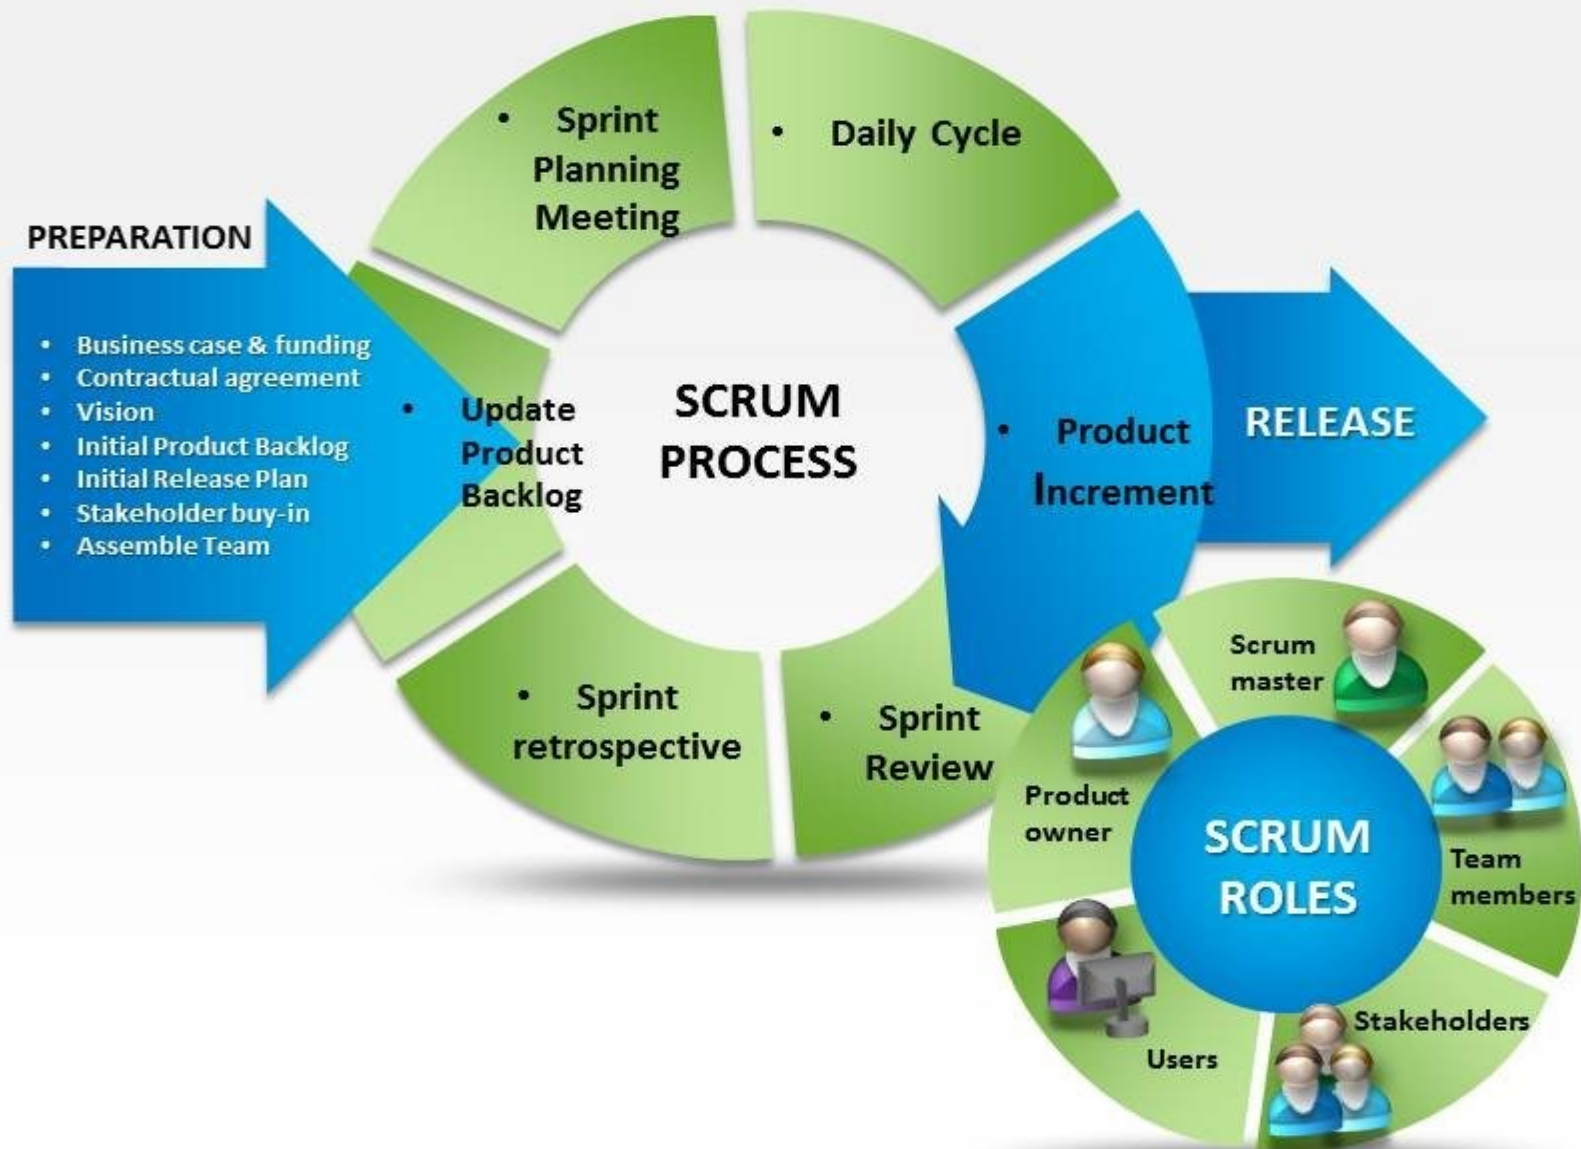 PREPARATION
• Business case & funding
• Contractual agreement
• Vision
• Initial Product Backlog
• Initial Release Plan
• Stakeholder buy-in
• Assemble Team
• Update
Product
Backlog
• Sprint
Planning
Meeting
• Daily Cycle
• Product
Increment
• Sprint
Review
• Sprint
retrospective
SCRUM
PROCESS
RELEASE
Scrum
master
Team
members
Stakeholders
Users
Product
owner
SCRUM
ROLES